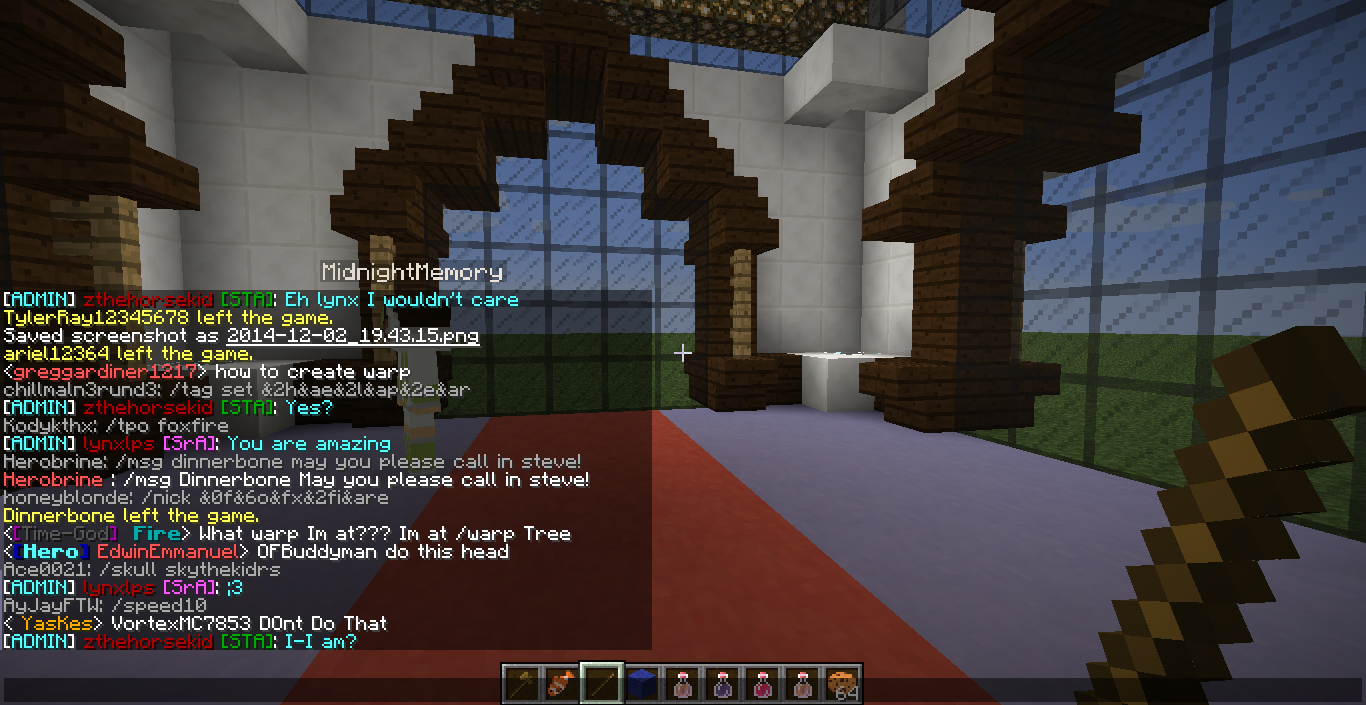 MidnightMemory
[ADMIN] zthehorsekid [STA]: Eh lynx I wouldn't care
TylerRay12345678 left the game.
Saved screenshot as 2014-12-02_19.43.15.png
ariel12364 left the game.
<greggardiner1217> how to create warp
chillmaln3rund3: /tag set &2h&ae&2l&ap&2e&ar
[ADMIN] zthehorsekid [STA]: Yes?
Kodykthx: /tpo foxfire
[ADMIN] lynxlps [SrA]: You are amazing
Herobrine: /msg dinnerbone may you please call in steve!
Herobrine : /msg Dinnerbone May you please call in steve!
honeyblonde: /nick &0f&6o&fx&2fi&are
Dinnerbone left the game.
<[Time-God] Fire> What warp Im at??? Im at /warp Tree
<[Hero] EdwinEmmanuel> OFBuddyman do this head
Ace0021: /skull skythekidrs
[ADMIN] lynxlps [SrA]: ;3
AyJayFTW: /speed10
< YasKes> VortexMC7853 DOnt Do That
[ADMIN] zthehorsekid [STA]: I-I am?
64